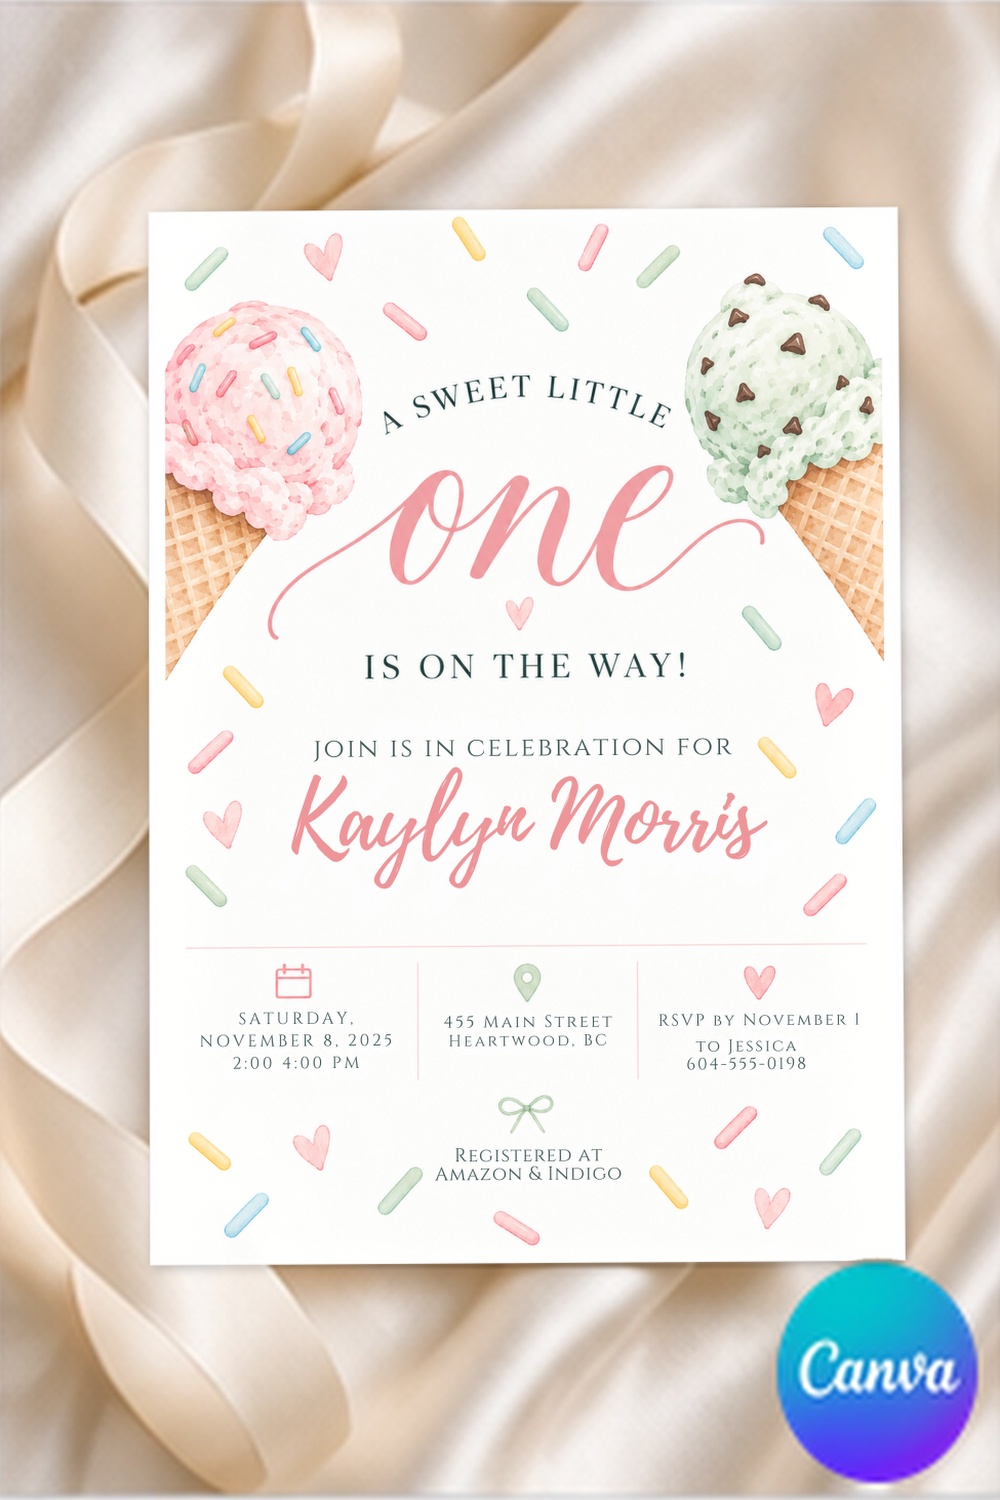 A SWEET LITTLE
one
IS ON THE WAY!
JOIN IS IN CELEBRATION FOR
Kaylyn Morris
SATURDAY,
NOVEMBER 8, 2025
2:00 4:00 PM
455 MAIN STREET
HEARTWOOD, BC
RSVP BY NOVEMBER 1
TO JESSICA
604-555-0198
REGISTERED AT
AMAZON & INDIGO
Canva